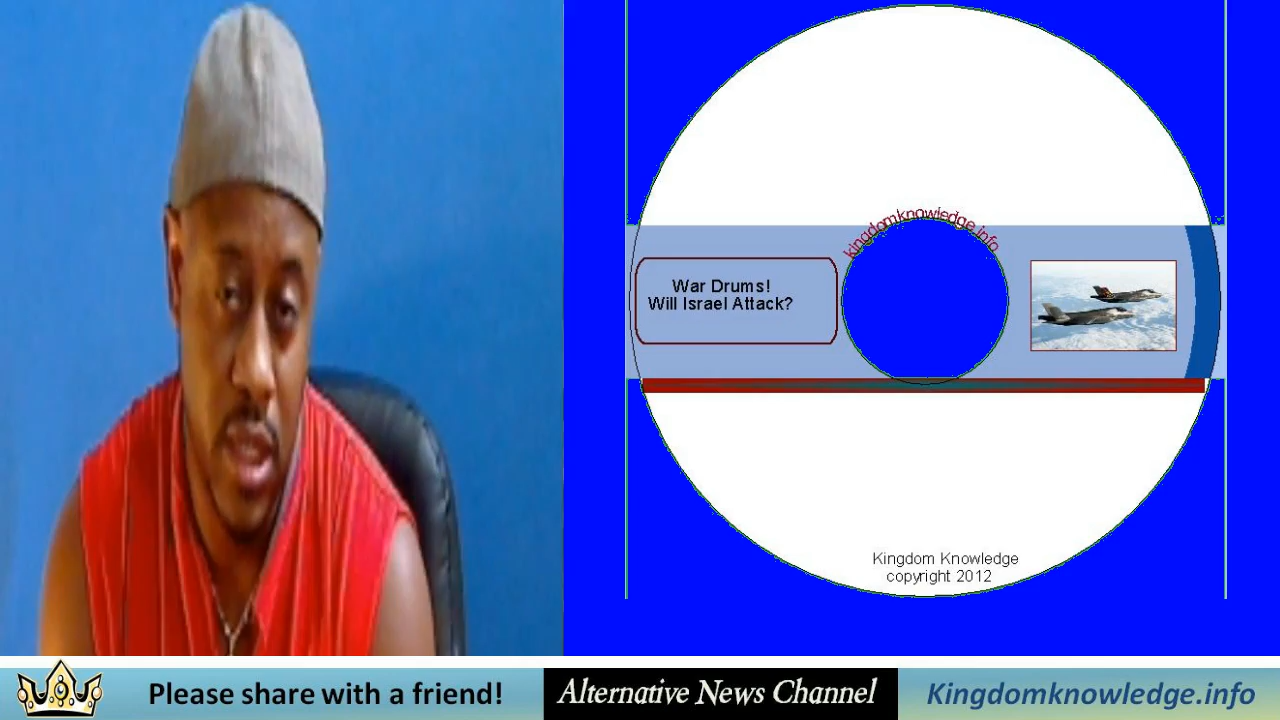 kingdomknowledge.info
War Drums!
Will Israel Attack?
Kingdom Knowledge
copyright 2012
Please share with a friend!
Alternative News Channel
Kingdomknowledge.info